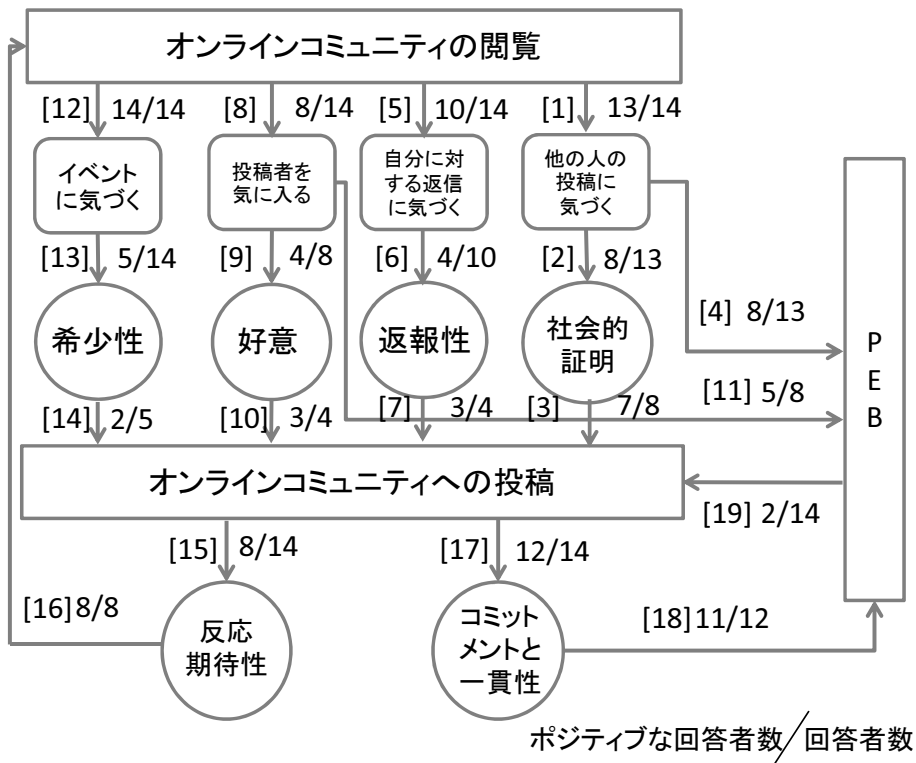 オンラインコミュニティの閲覧
[12] 14/14
[8] 8/14
[5] 10/14
[1] 13/14
イベント
に気づく
投稿者を
気に入る
自分に対
する返信
に気づく
他の人の
投稿に
気づく
[13] 5/14
[9] 4/8
[6] 4/10
[2] 8/13
[4] 8/13
希少性
好意
返報性
社会的
証明
P
E
B
[11] 5/8
[14] 2/5
[10] 3/4
[7] 3/4
[3] 7/8
オンラインコミュニティへの投稿
[19] 2/14
[15] 8/14
[17] 12/14
[16] 8/8
反応
期待性
コミット
メントと
一貫性
[18] 11/12
ポジティブな回答者数/回答者数